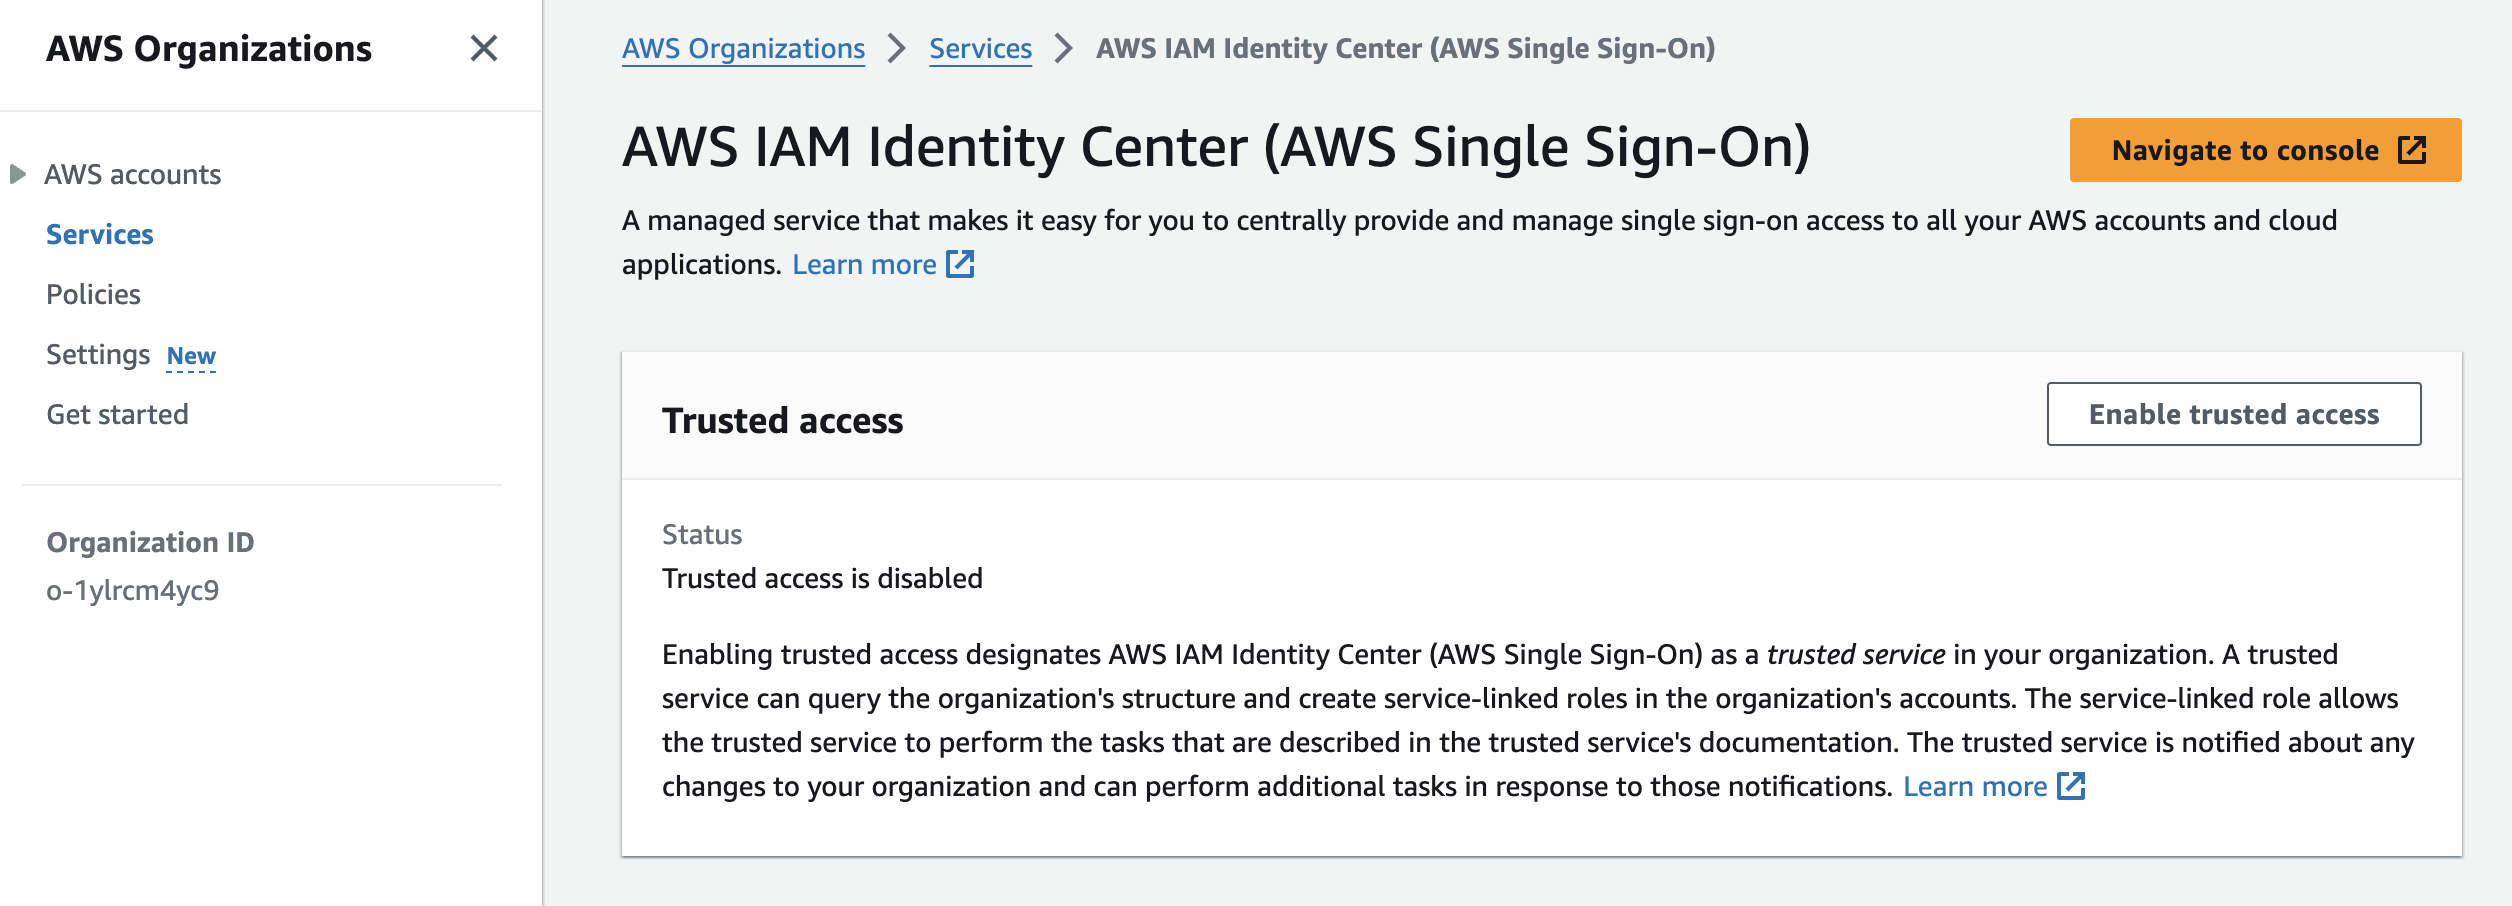 AWS Organizations
AWS accounts
Services
Policies
Settings New
Get started
Organization ID
o-1ylrcm4yc9
AWS Organizations > Services > AWS IAM Identity Center (AWS Single Sign-On)
AWS IAM Identity Center (AWS Single Sign-On)
Navigate to console
A managed service that makes it easy for you to centrally provide and manage single sign-on access to all your AWS accounts and cloud
applications. Learn more
Trusted access
Enable trusted access
Status
Trusted access is disabled
Enabling trusted access designates AWS IAM Identity Center (AWS Single Sign-On) as a trusted service in your organization. A trusted
service can query the organization's structure and create service-linked roles in the organization's accounts. The service-linked role allows
the trusted service to perform the tasks that are described in the trusted service's documentation. The trusted service is notified about any
changes to your organization and can perform additional tasks in response to those notifications. Learn more